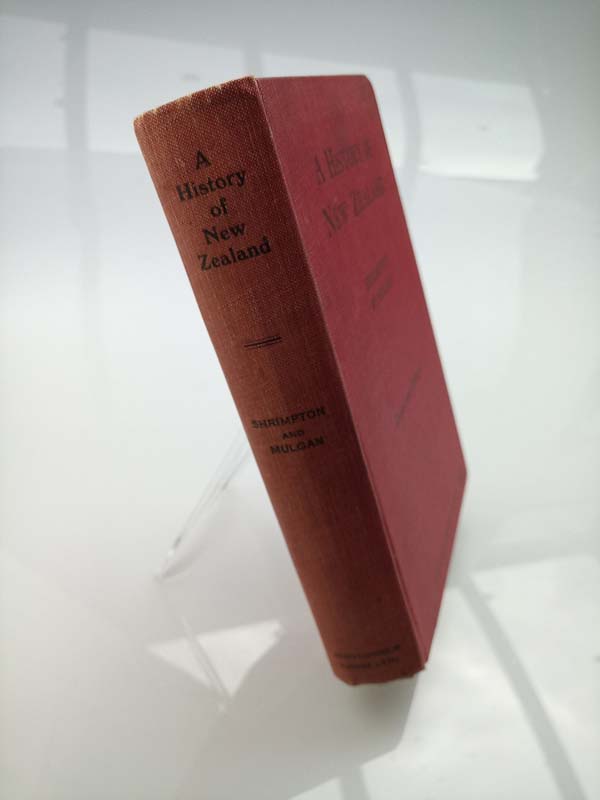 A
History
of
New
Zealand
SHRIMPTON
AND
MULGAN
A HISTORY OF
NEW ZEALAND